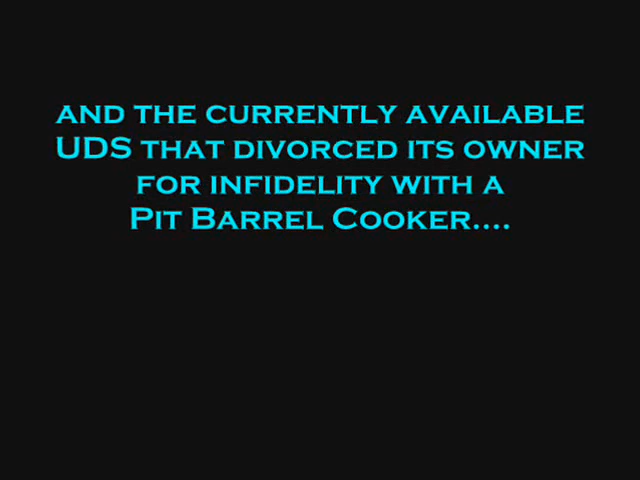 AND THE CURRENTLY AVAILABLE
UDS THAT DIVORCED ITS OWNER
FOR INFIDELITY WITH A
PIT BARREL COOKER....